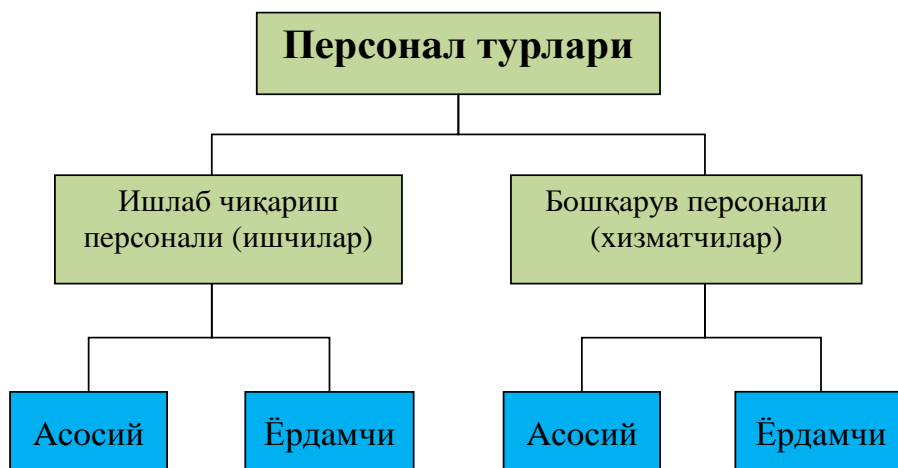 Персонал турлари
Ишлаб чиқариш
персонали (ишчилар)
Бошқарув персонали
(хизматчилар)
Асосий
Ёрдамчи
Асосий
Ёрдамчи